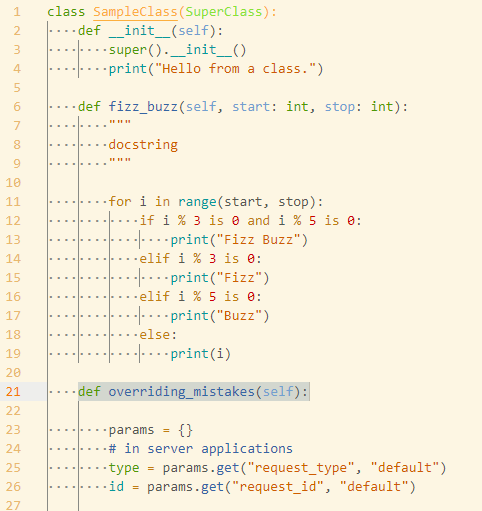 1 class SampleClass(SuperClass):
2 ····def __init__(self):
3 ········super().__init__()
4 ········print("Hello from a class.")
5
6 ····def fizz_buzz(self, start: int, stop: int):
7 ········"""
8 ········docstring
9 ········"""
10
11 ········for i in range(start, stop):
12 ············if i % 3 is 0 and i % 5 is 0:
13 ················print("Fizz Buzz")
14 ············elif i % 3 is 0:
15 ················print("Fizz")
16 ············elif i % 5 is 0:
17 ················print("Buzz")
18 ············else:
19 ················print(i)
20
21 ····def overriding_mistakes(self):
22
23 ········params = {}
24 ········# in server applications
25 ········type = params.get("request_type", "default")
26 ········id = params.get("request_id", "default")
27